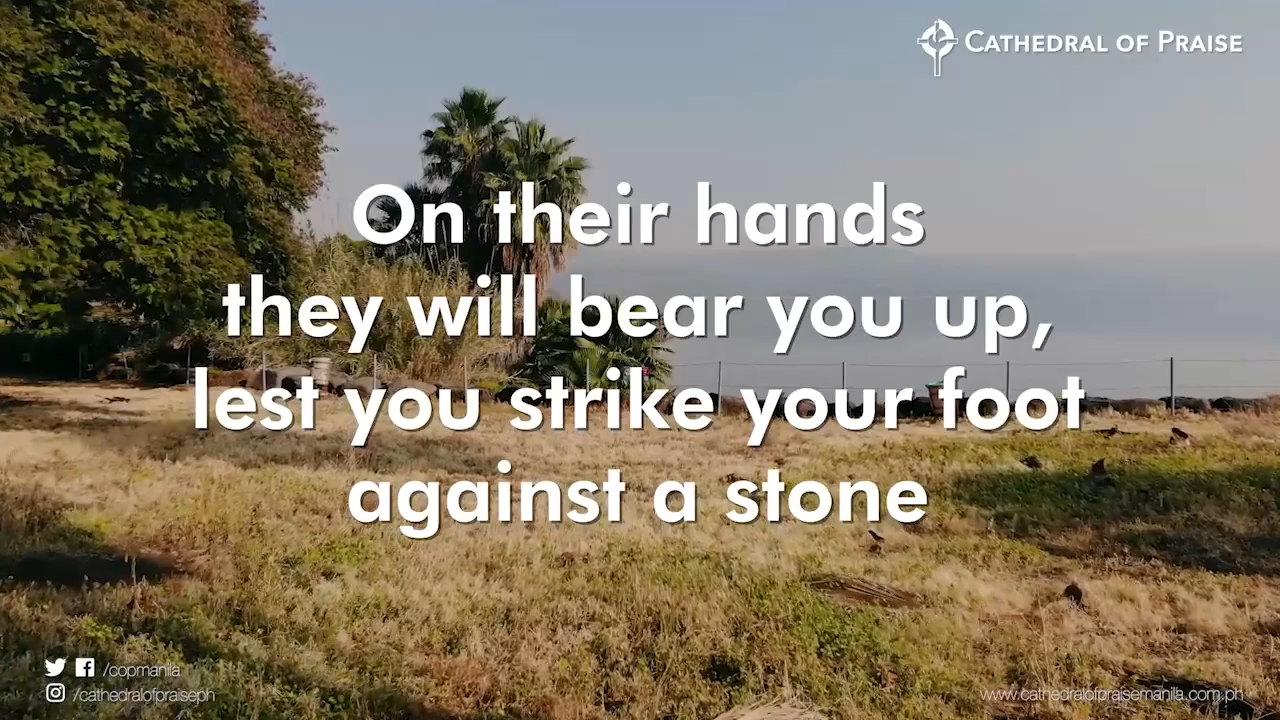 CATHEDRAL OF PRAISE
On their hands
they will bear you up,
lest you strike your foot
against a stone
/copmanila
/cathedralofpraiseph
www.cathedralofpraisemanila.com.ph